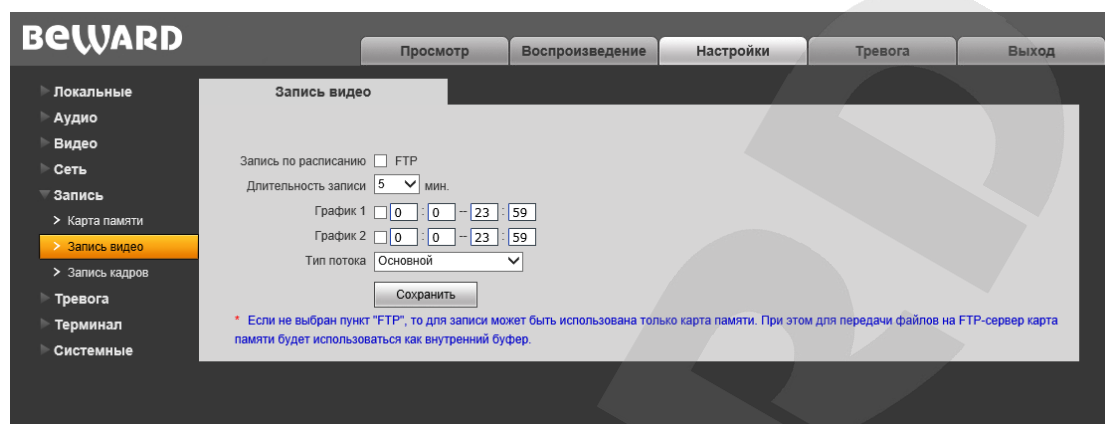 BEWARD
Просмотр Воспроизведение Настройки Тревога Выход
Локальные
Аудио
Видео
Сеть
Запись
> Карта памяти
> Запись видео
> Запись кадров
Тревога
Терминал
Системные
Запись видео
Запись по расписанию FTP
Длительность записи 5 мин.
График 1 0 : 0 -- 23 : 59
График 2 0 : 0 -- 23 : 59
Тип потока Основной
Сохранить
* Если не выбран пункт "FTP", то для записи может быть использована только карта памяти. При этом для передачи файлов на FTP-сервер карта
памяти будет использоваться как внутренний буфер.